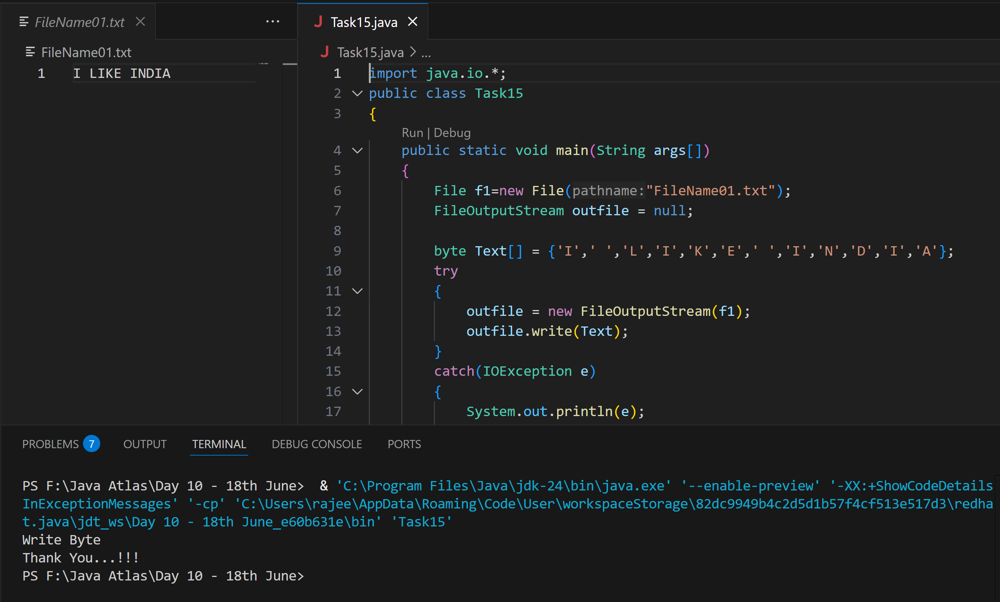 FileName01.txt
FileName01.txt
1 I LIKE INDIA
Task15.java
Task15.java > ...
1 import java.io.*;
2 public class Task15
3 {
Run | Debug
4 public static void main(String args[])
5 {
6 File f1=new File(pathname:"FileName01.txt");
7 FileOutputStream outfile = null;
8
9 byte Text[] = {'I',' ','L','I','K','E',' ','I','N','D','I','A'};
10 try
11 {
12 outfile = new FileOutputStream(f1);
13 outfile.write(Text);
14 }
15 catch(IOException e)
16 {
17 System.out.println(e);
PROBLEMS 7 OUTPUT TERMINAL DEBUG CONSOLE PORTS
PS F:\Java Atlas\Day 10 - 18th June>  & 'C:\Program Files\Java\jdk-24\bin\java.exe' '--enable-preview' '-XX:+ShowCodeDetails
InExceptionMessages' '-cp' 'C:\Users\rajee\AppData\Roaming\Code\User\workspaceStorage\82dc9949b4c2d5d1b57f4cf513e517d3\redha
t.java\jdt_ws\Day 10 - 18th June_e60b631e\bin' 'Task15'
Write Byte
Thank You...!!!
PS F:\Java Atlas\Day 10 - 18th June>